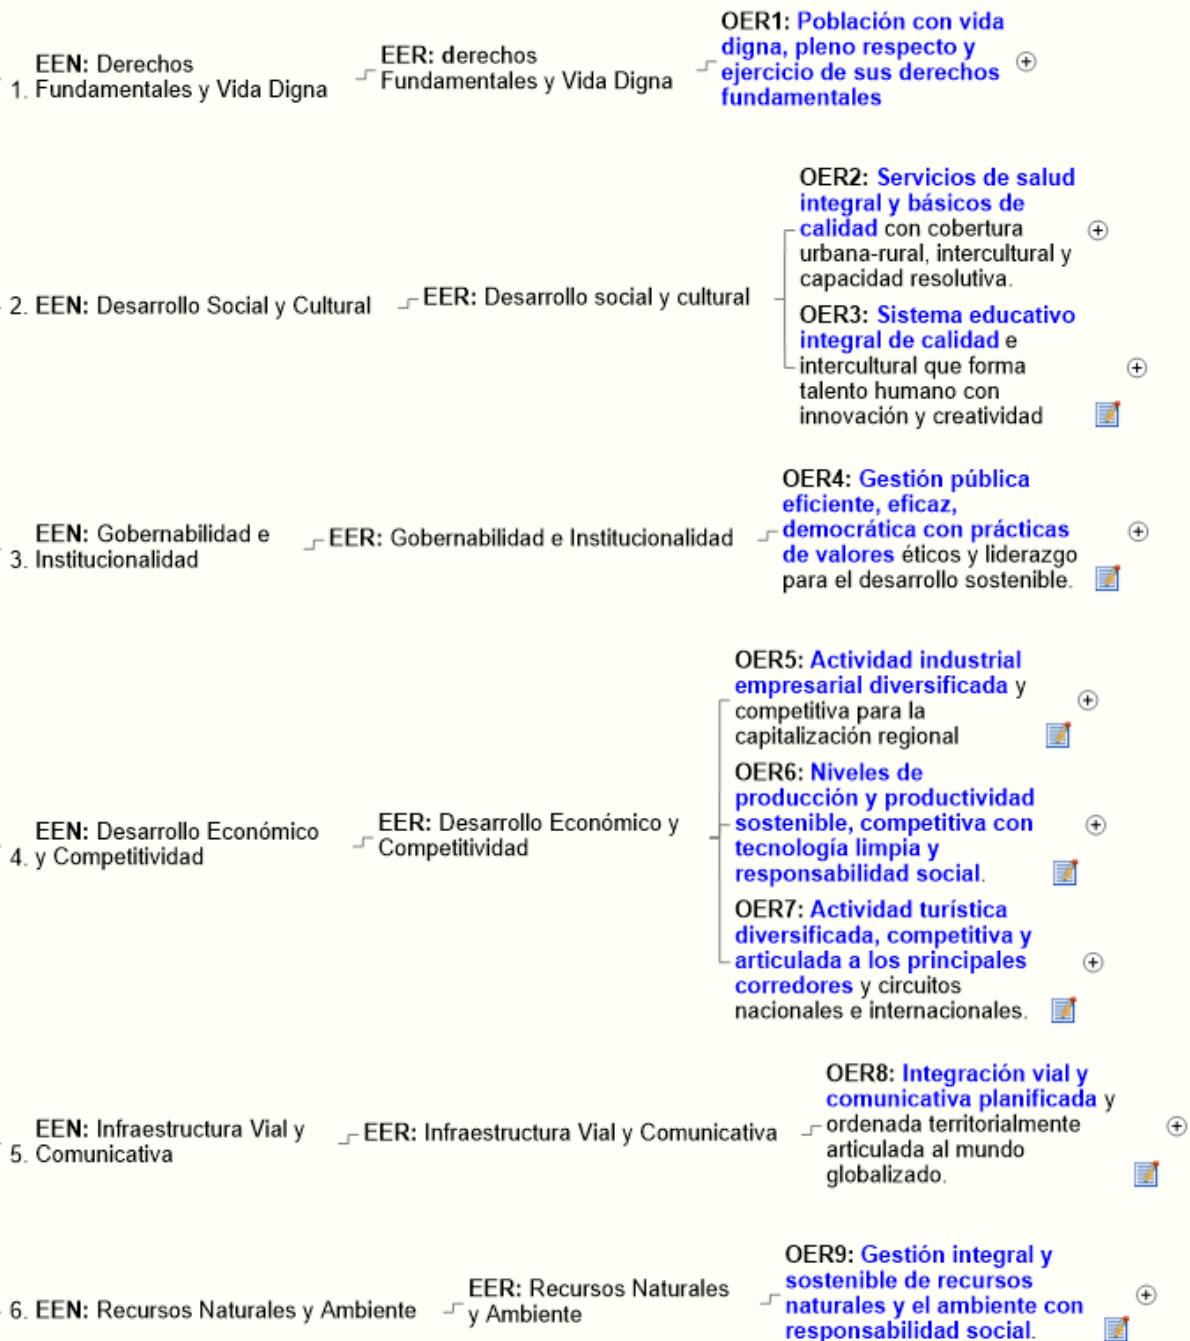 1. EEN: Derechos
Fundamentales y Vida Digna
EER: derechos
Fundamentales y Vida Digna
OER1: Población con vida
digna, pleno respecto y
ejercicio de sus derechos
fundamentales
2. EEN: Desarrollo Social y Cultural
EER: Desarrollo social y cultural
OER2: Servicios de salud
integral y básicos de
calidad con cobertura
urbana-rural, intercultural y
capacidad resolutiva.
OER3: Sistema educativo
integral de calidad e
intercultural que forma
talento humano con
innovación y creatividad
3. EEN: Gobernabilidad e
Institucionalidad
EER: Gobernabilidad e Institucionalidad
OER4: Gestión pública
eficiente, eficaz,
democrática con prácticas
de valores éticos y liderazgo
para el desarrollo sostenible.
4. EEN: Desarrollo Económico
y Competitividad
EER: Desarrollo Económico y
Competitividad
OER5: Actividad industrial
empresarial diversificada y
competitiva para la
capitalización regional
OER6: Niveles de
producción y productividad
sostenible, competitiva con
tecnología limpia y
responsabilidad social.
OER7: Actividad turística
diversificada, competitiva y
articulada a los principales
corredores y circuitos
nacionales e internacionales.
5. EEN: Infraestructura Vial y
Comunicativa
EER: Infraestructura Vial y Comunicativa
OER8: Integración vial y
comunicativa planificada y
ordenada territorialmente
articulada al mundo
globalizado.
6. EEN: Recursos Naturales y Ambiente
EER: Recursos Naturales
y Ambiente
OER9: Gestión integral y
sostenible de recursos
naturales y el ambiente con
responsabilidad social.